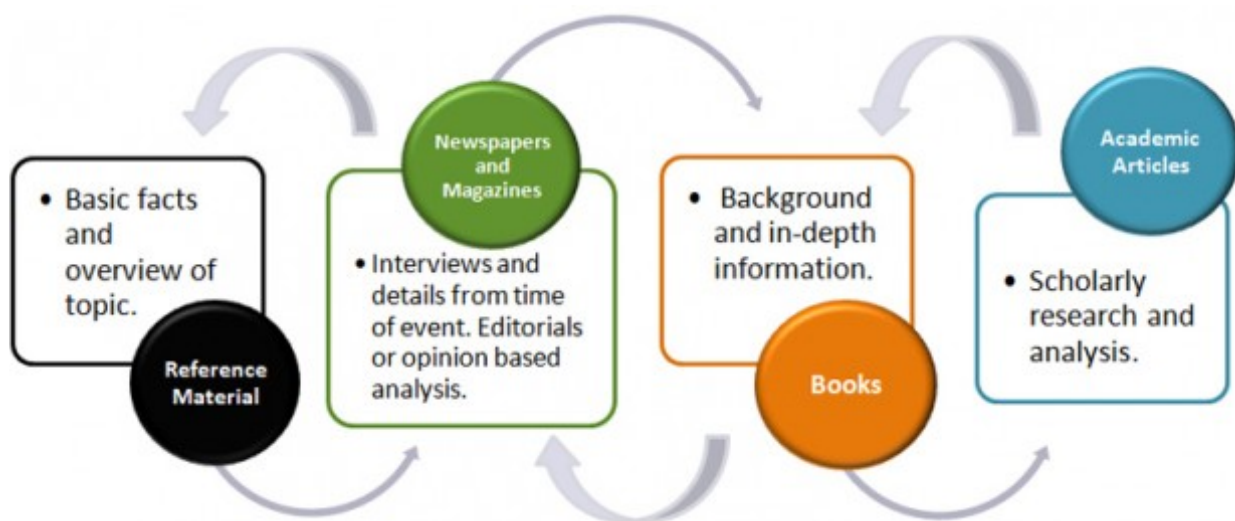 • Basic facts
and
overview of
topic.
Reference
Material
Newspapers
and
Magazines
• Interviews and
details from time
of event. Editorials
or opinion based
analysis.
• Background
and in-depth
information.
Books
Academic
Articles
• Scholarly
research and
analysis.